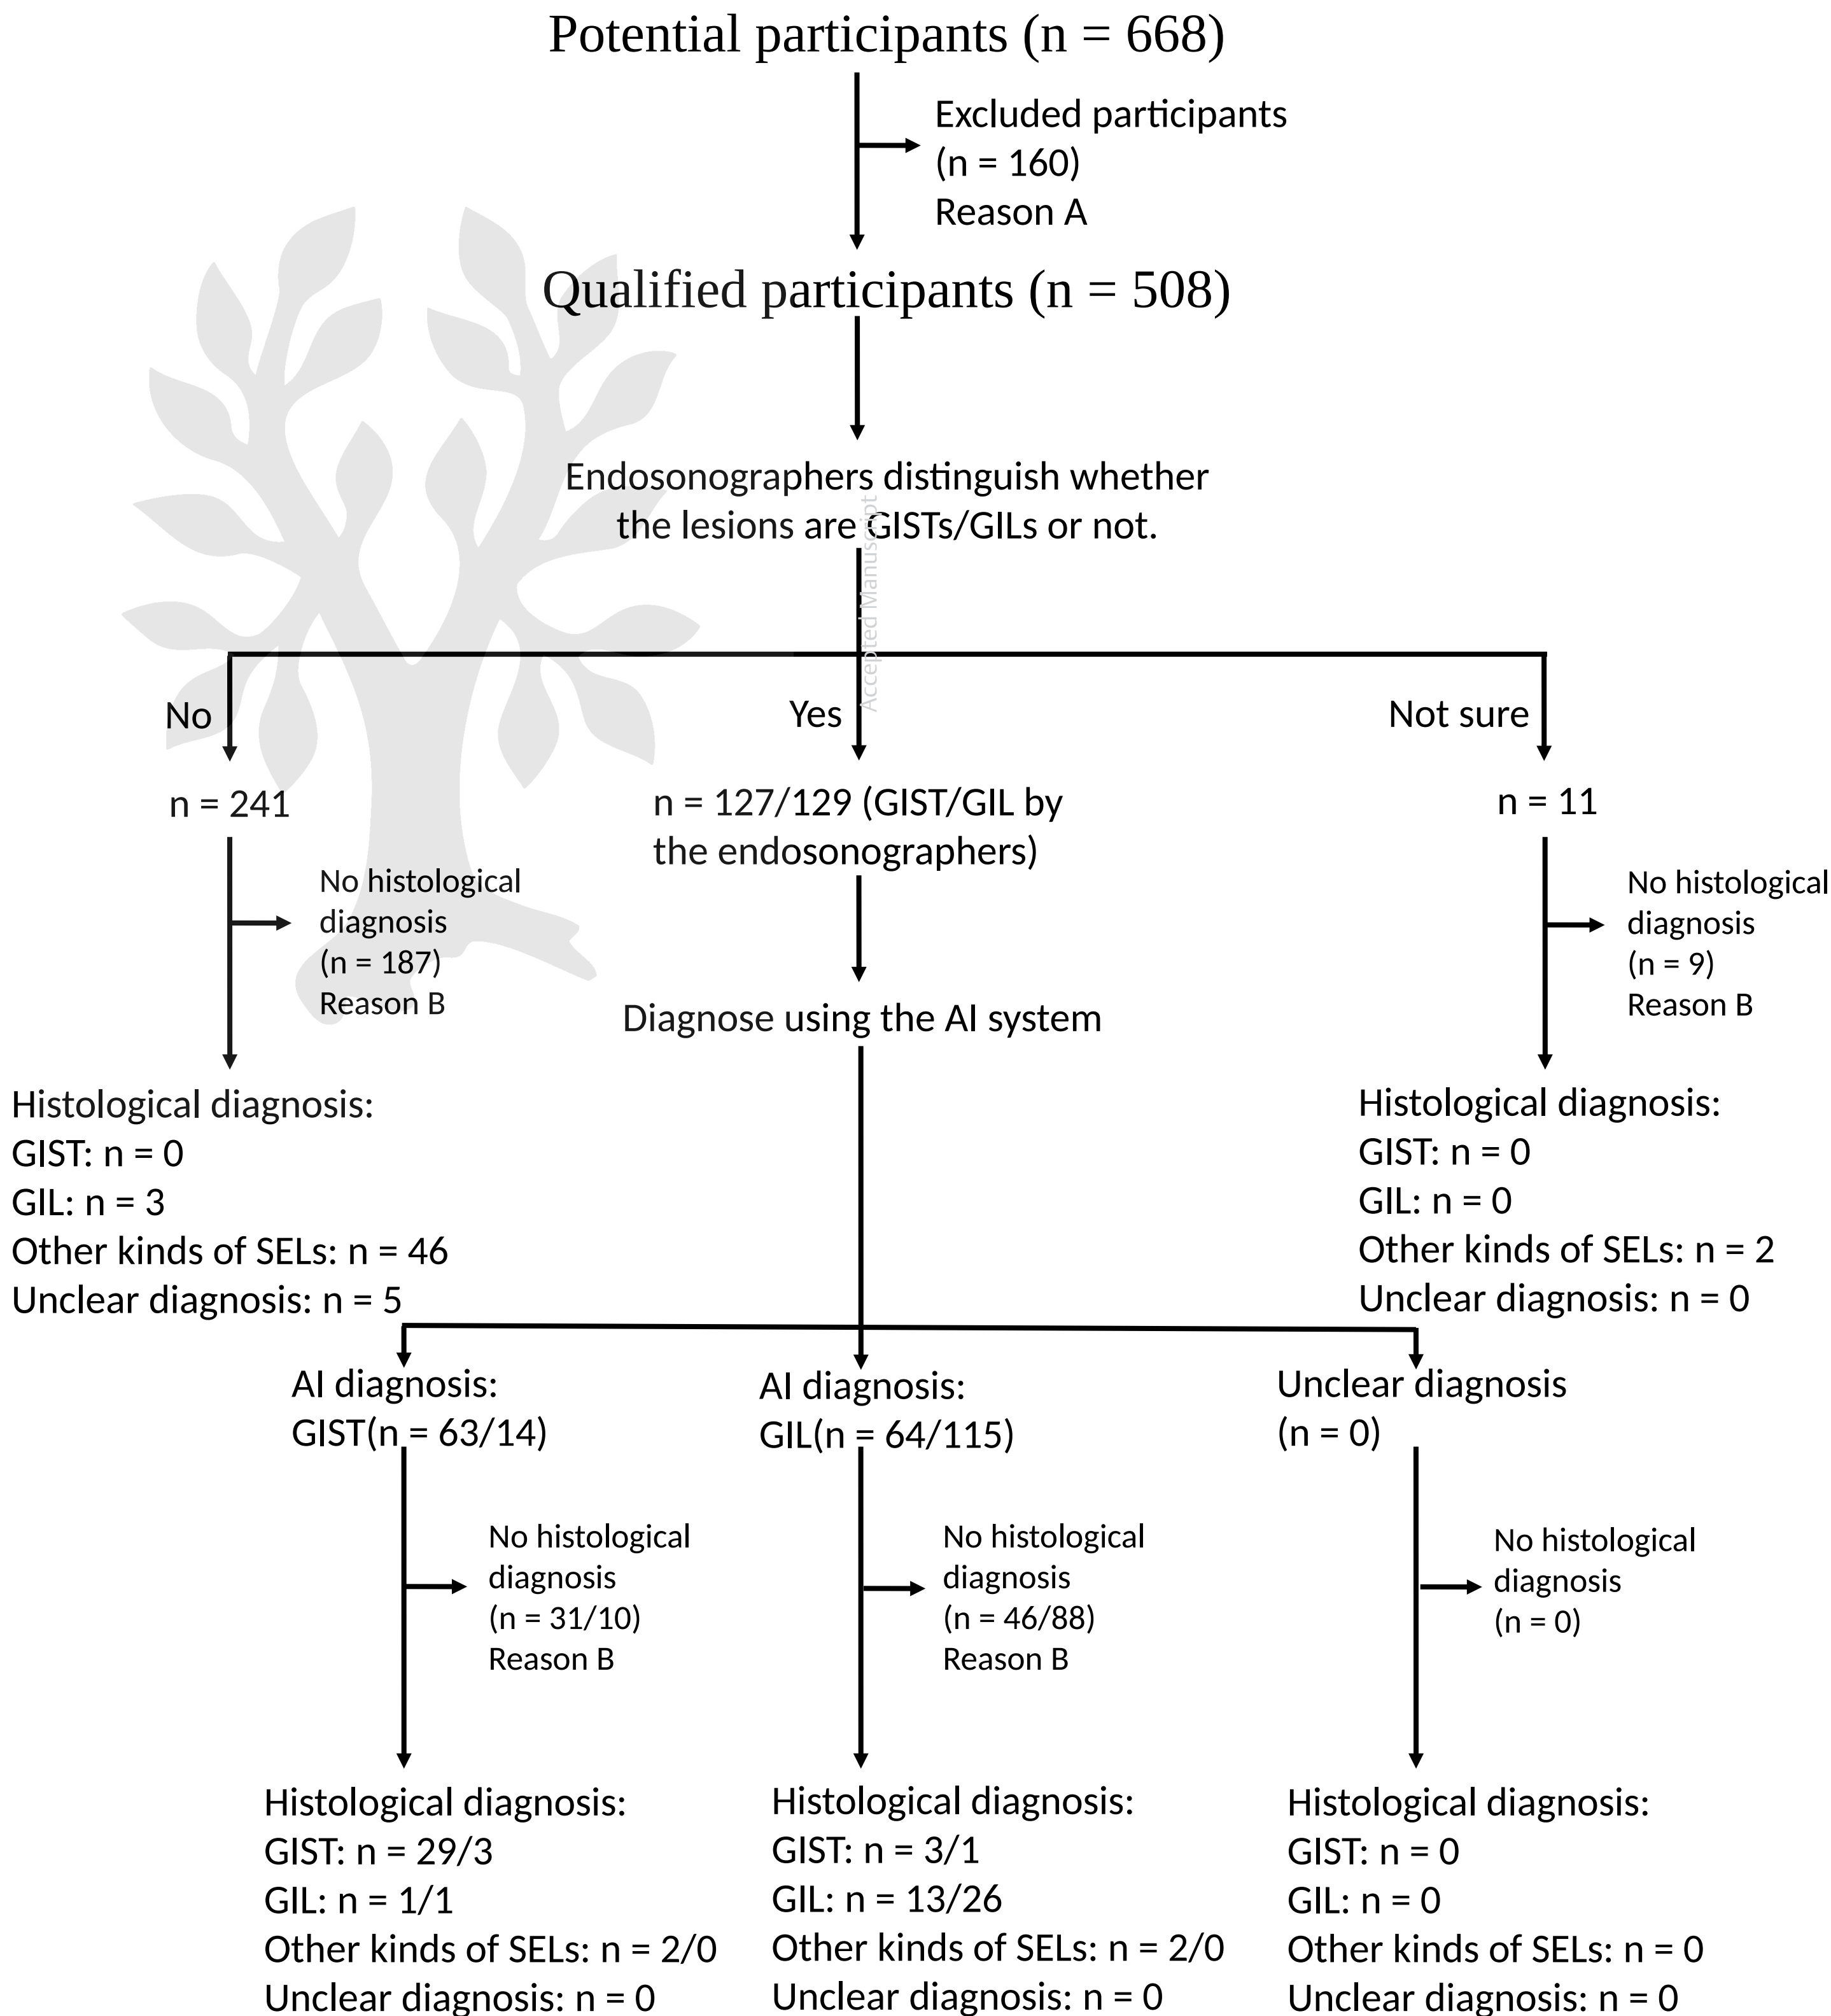 Potential participants (n = 668)
Excluded participants
(n = 160)
Reason A
Qualified participants (n = 508)
Endosonographers distinguish whether
the lesions are GISTs/GILs or not.
Accepted Manuscript
No
Yes
Not sure
n = 241
n = 127/129 (GIST/GIL by
the endosonographers)
n = 11
No histological
diagnosis
(n = 187)
Reason B
No histological
diagnosis
(n = 9)
Reason B
Diagnose using the AI system
Histological diagnosis:
GIST: n = 0
GIL: n = 3
Other kinds of SELs: n = 46
Unclear diagnosis: n = 5
Histological diagnosis:
GIST: n = 0
GIL: n = 0
Other kinds of SELs: n = 2
Unclear diagnosis: n = 0
AI diagnosis:
GIST(n = 63/14)
AI diagnosis:
GIL(n = 64/115)
Unclear diagnosis
(n = 0)
No histological
diagnosis
(n = 31/10)
Reason B
No histological
diagnosis
(n = 46/88)
Reason B
No histological
diagnosis
(n = 0)
Histological diagnosis:
GIST: n = 29/3
GIL: n = 1/1
Other kinds of SELs: n = 2/0
Unclear diagnosis: n = 0
Histological diagnosis:
GIST: n = 3/1
GIL: n = 13/26
Other kinds of SELs: n = 2/0
Unclear diagnosis: n = 0
Histological diagnosis:
GIST: n = 0
GIL: n = 0
Other kinds of SELs: n = 0
Unclear diagnosis: n = 0